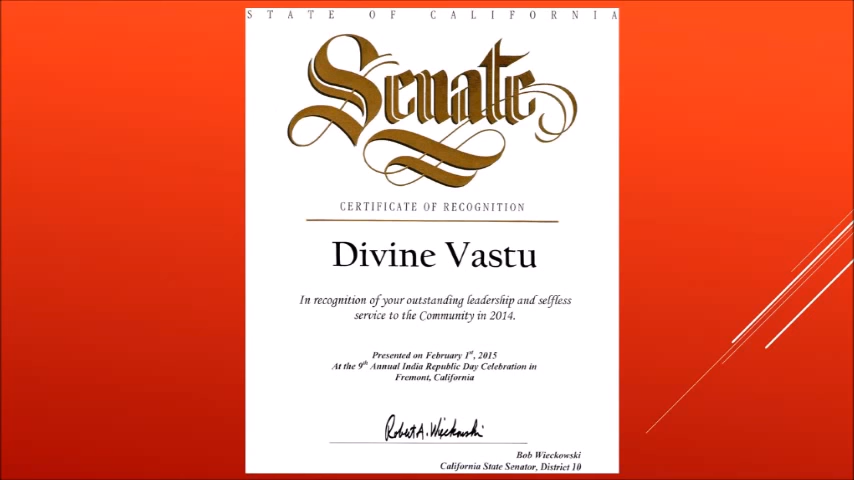 STATE OF CALIFORNIA
Senate
CERTIFICATE OF RECOGNITION
Divine Vastu
In recognition of your outstanding leadership and selfless
service to the Community in 2014.
Presented on February 1st, 2015
At the 9th Annual India Republic Day Celebration in
Fremont, California
Robert A. Wieckowski
Bob Wieckowski
California State Senator, District 10